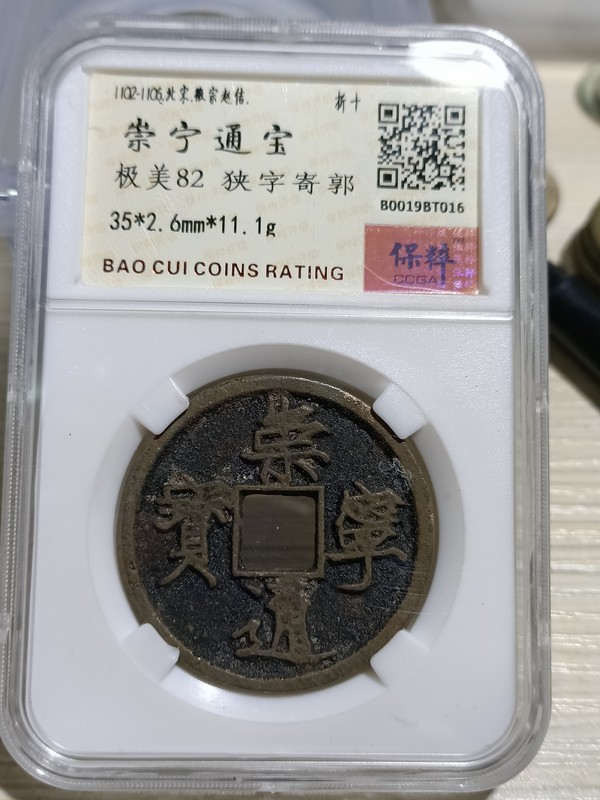 1102-1106.北宋.徽宗赵佶.
折十
崇宁通宝
极美82 狭字寄郭
B0019BT016
35*2.6mm*11.1g
保粹
CCGA
BAO CUI COINS RATING
崇
寶 寧
通